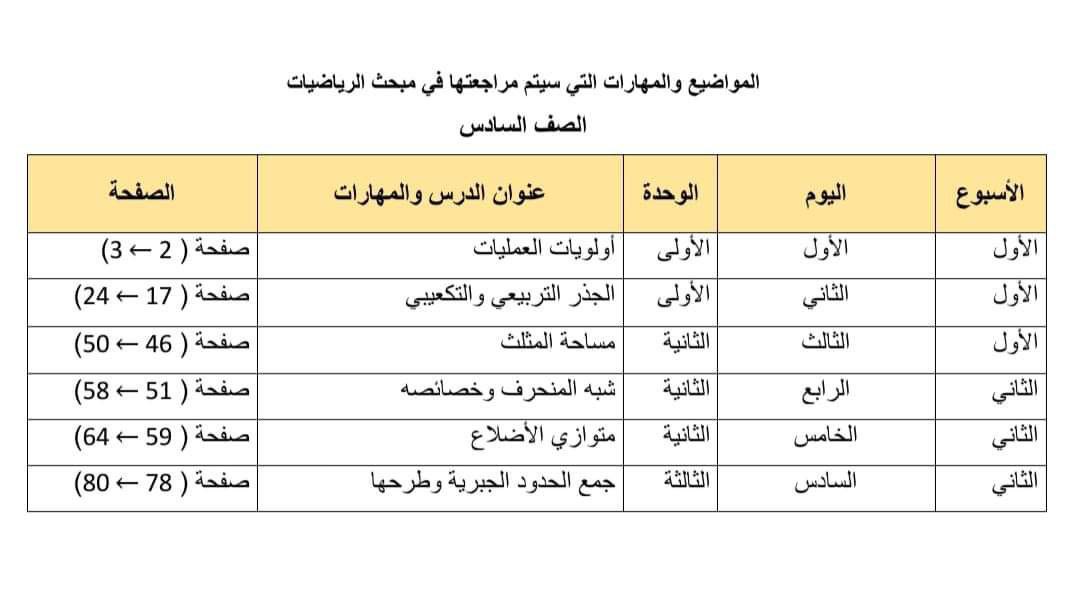 المواضيع والمهارات التي سيتم مراجعتها في مبحث الرياضيات
الصف السادس
الأسبوع اليوم الوحدة عنوان الدرس والمهارات الصفحة
الأول الأول الأولى أولويات العمليات صفحة ( 2 ← 3)
الأول الثاني الأولى الجذر التربيعي والتكعيبي صفحة ( 17 ← 24)
الأول الثالث الثانية مساحة المثلث صفحة ( 46 ← 50)
الثاني الرابع الثانية شبه المنحرف وخصائصه صفحة ( 51 ← 58)
الثاني الخامس الثانية متوازي الأضلاع صفحة ( 59 ← 64)
الثاني السادس الثالثة جمع الحدود الجبرية وطرحها صفحة ( 78 ← 80)